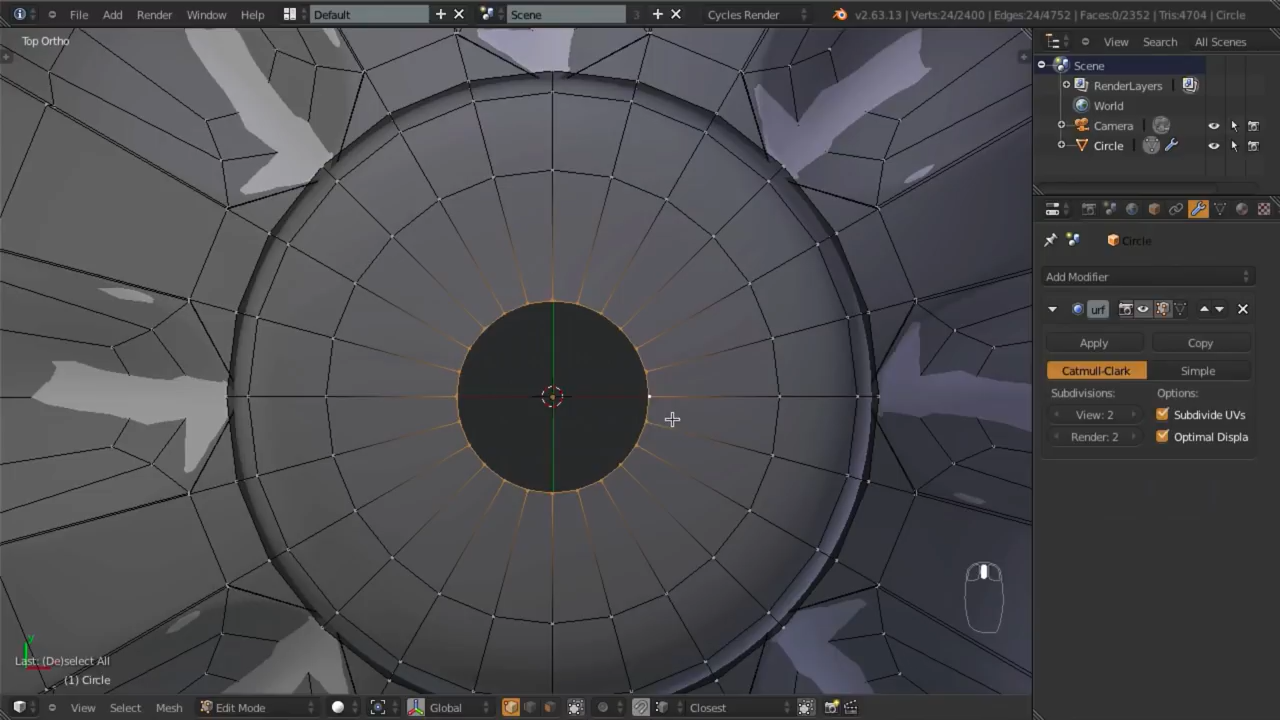 File Add Render Window Help Default Scene 3 Cycles Render v2.63.13 | Verts:24/2400 | Edges:24/4752 | Faces:0/2352 | Tris:4704 | Circle
Top Ortho
View Search All Scenes
Scene
RenderLayers |
World
Camera |
Circle |
Circle
Add Modifier
urf
Apply Copy
Catmull-Clark Simple
Subdivisions: Options:
View: 2 Subdivide UVs
Render: 2 Optimal Displa
y
Last: (De)select All
(1) Circle
View Select Mesh Edit Mode Global Closest